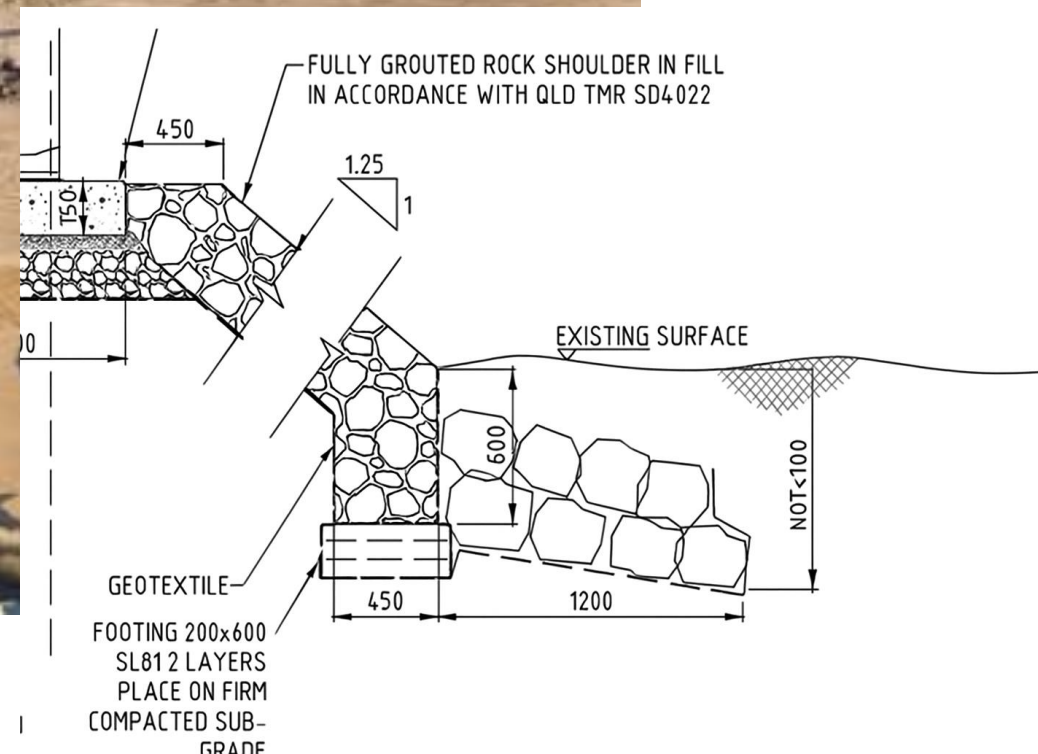 FULLY GROUTED ROCK SHOULDER IN FILL
IN ACCORDANCE WITH QLD TMR SD4022
450
1.25
1
150
00
EXISTING SURFACE
600
NOT<100
GEOTEXTILE
450
1200
FOOTING 200x600
SL81 2 LAYERS
PLACE ON FIRM
COMPACTED SUB-
GRADE